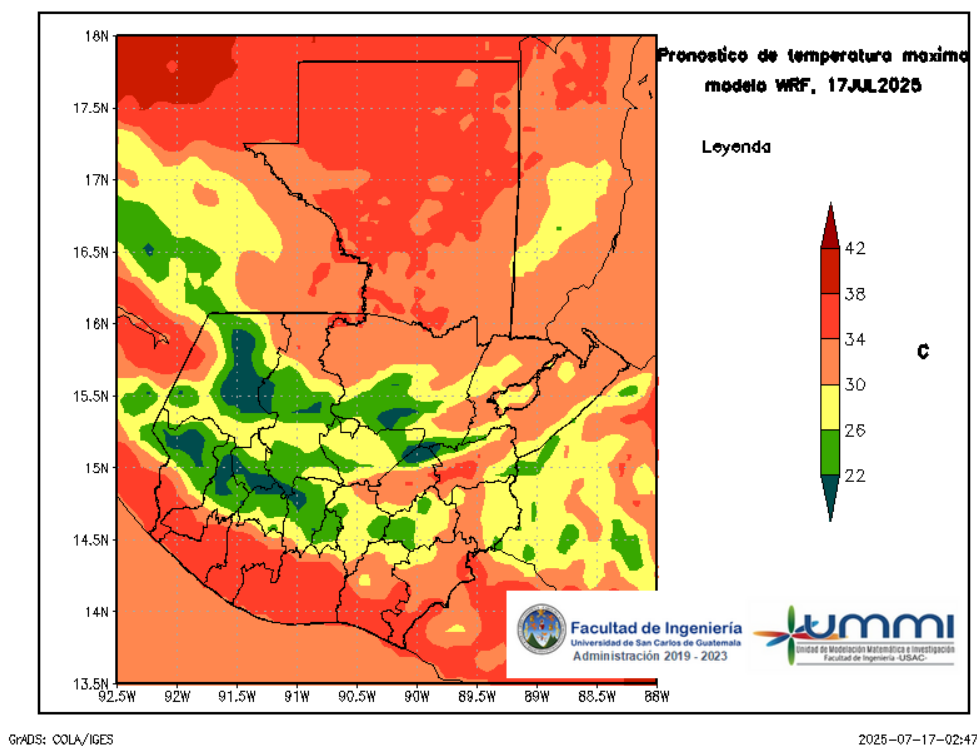 Pronostico de temperatura maxima
modelo WRF, 17JUL2025
Leyenda
42
38
34
30
26
22
C
18N
17.5N
17N
16.5N
16N
15.5N
15N
14.5N
14N
13.5N
92.5W 92W 91.5W 91W 90.5W 90W 89.5W 89W 88.5W 88W
Facultad de Ingeniería
Universidad de San Carlos de Guatemala
Administración 2019 - 2023
ummi
Unidad de Modelación Matemática e Investigación
Facultad de Ingeniería -USAC-
GrADS: COLA/IGES
2025-07-17-02:47